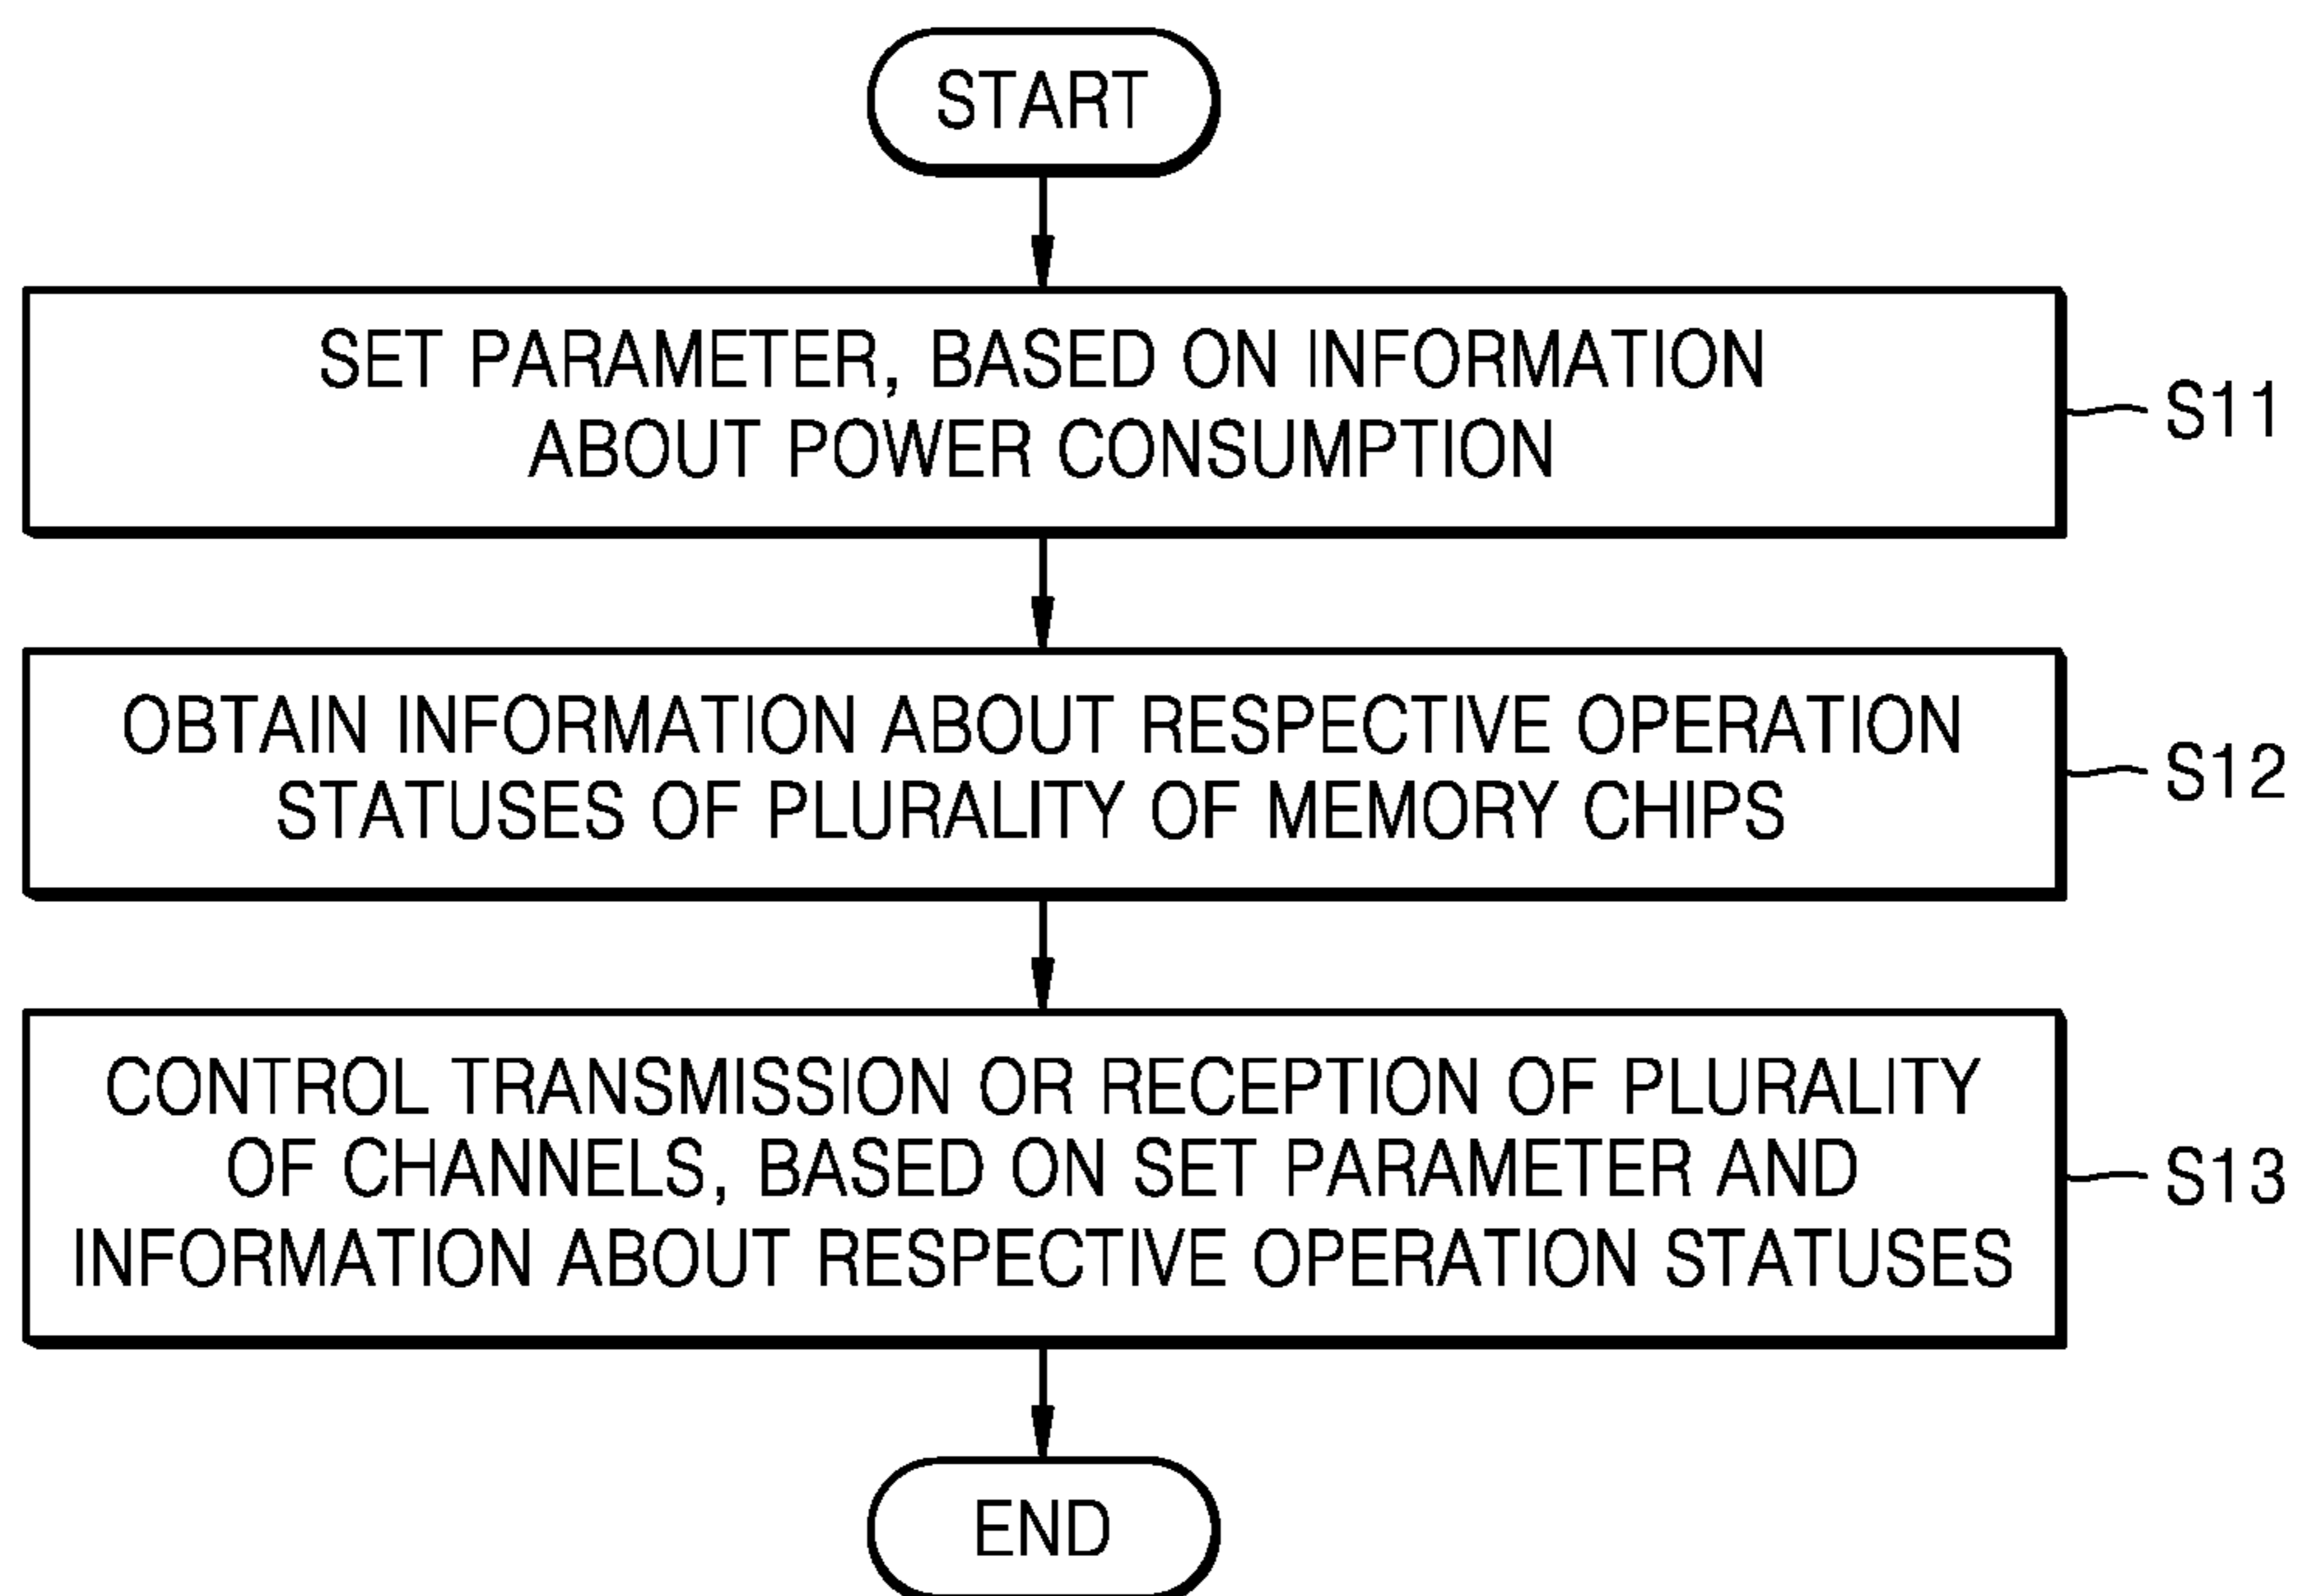 START
SET PARAMETER, BASED ON INFORMATION
ABOUT POWER CONSUMPTION
S11
OBTAIN INFORMATION ABOUT RESPECTIVE OPERATION
STATUSES OF PLURALITY OF MEMORY CHIPS
S12
CONTROL TRANSMISSION OR RECEPTION OF PLURALITY
OF CHANNELS, BASED ON SET PARAMETER AND
INFORMATION ABOUT RESPECTIVE OPERATION STATUSES
S13
END